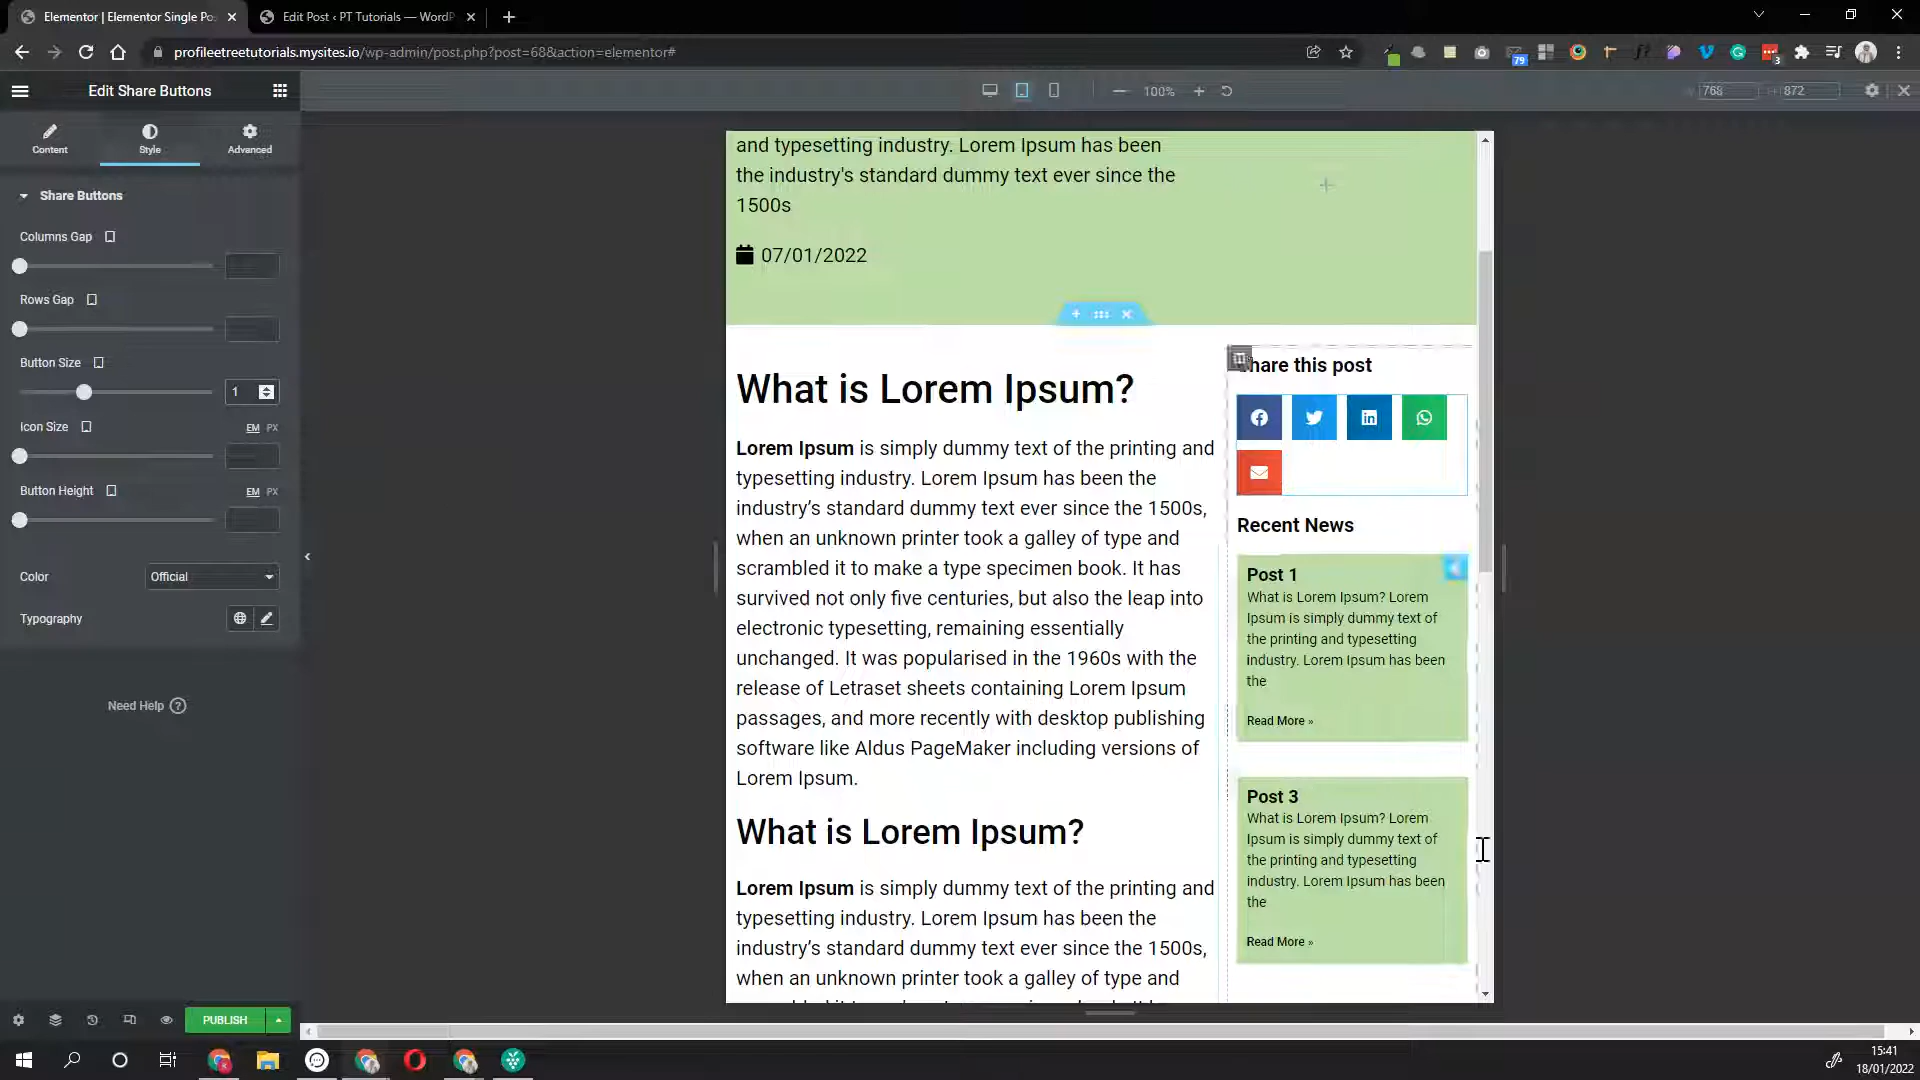 Elementor | Elementor Single Po
Edit Post ‹ PT Tutorials — WordP
profileetreetutorials.mysites.io/wp-admin/post.php?post=68&action=elementor#
79
3
Edit Share Buttons
100%
768
872
Content
Style
Advanced
Share Buttons
Columns Gap
Rows Gap
Button Size
1
Icon Size
EM PX
Button Height
EM PX
Color
Official
Typography
Need Help
PUBLISH
and typesetting industry. Lorem Ipsum has been
the industry's standard dummy text ever since the
1500s
07/01/2022
What is Lorem Ipsum?
Lorem Ipsum is simply dummy text of the printing and
typesetting industry. Lorem Ipsum has been the
industry’s standard dummy text ever since the 1500s,
when an unknown printer took a galley of type and
scrambled it to make a type specimen book. It has
survived not only five centuries, but also the leap into
electronic typesetting, remaining essentially
unchanged. It was popularised in the 1960s with the
release of Letraset sheets containing Lorem Ipsum
passages, and more recently with desktop publishing
software like Aldus PageMaker including versions of
Lorem Ipsum.
What is Lorem Ipsum?
Lorem Ipsum is simply dummy text of the printing and
typesetting industry. Lorem Ipsum has been the
industry’s standard dummy text ever since the 1500s,
when an unknown printer took a galley of type and
hare this post
Recent News
Post 1
What is Lorem Ipsum? Lorem
Ipsum is simply dummy text of
the printing and typesetting
industry. Lorem Ipsum has been
the
Read More »
Post 3
What is Lorem Ipsum? Lorem
Ipsum is simply dummy text of
the printing and typesetting
industry. Lorem Ipsum has been
the
Read More »
15:41
18/01/2022